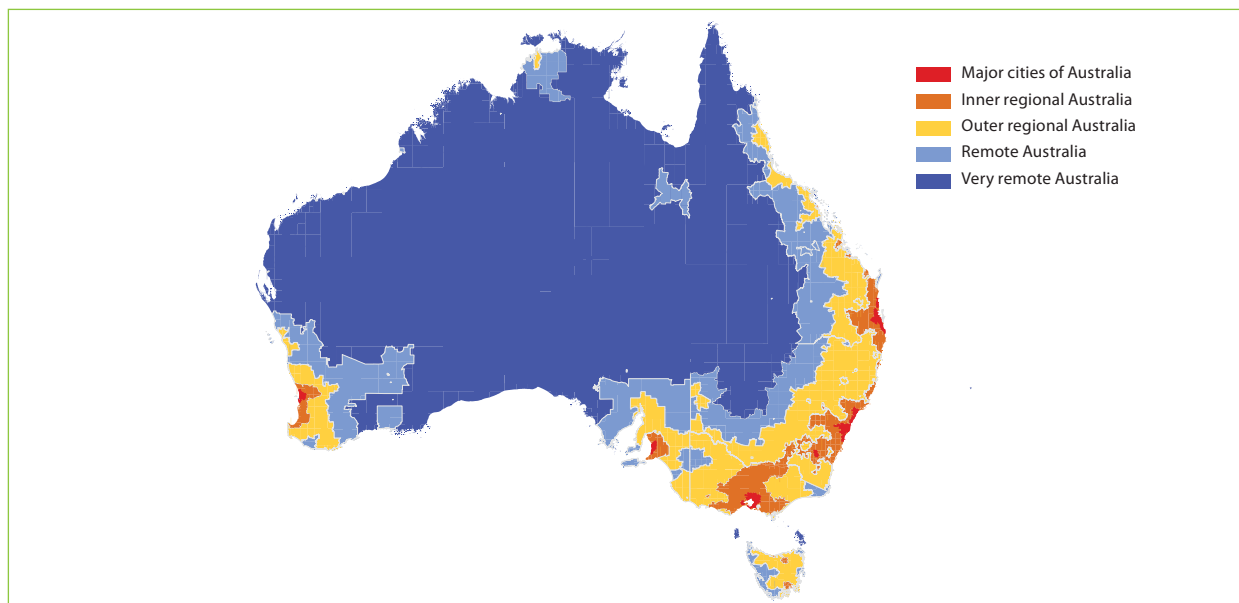 Major cities of Australia
Inner regional Australia
Outer regional Australia
Remote Australia
Very remote Australia